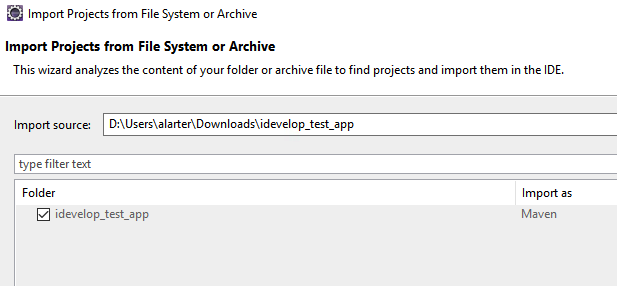 Import Projects from File System or Archive
Import Projects from File System or Archive
This wizard analyzes the content of your folder or archive file to find projects and import them in the IDE.
Import source: D:\Users\alarter\Downloads\idevelop_test_app
type filter text
Folder Import as
idevelop_test_app Maven